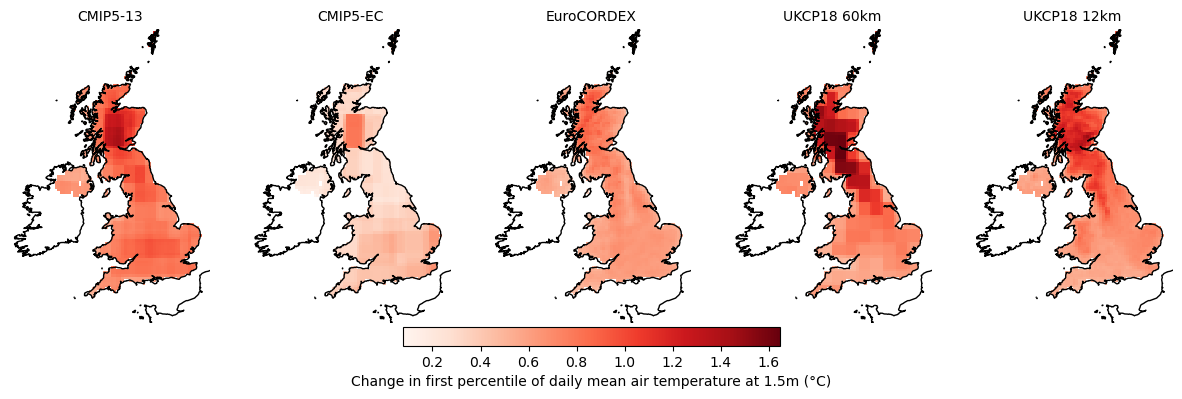 CMIP5-13
CMIP5-EC
EuroCORDEX
UKCP18 60km
UKCP18 12km
0.2 0.4 0.6 0.8 1.0 1.2 1.4 1.6
Change in first percentile of daily mean air temperature at 1.5m (°C)